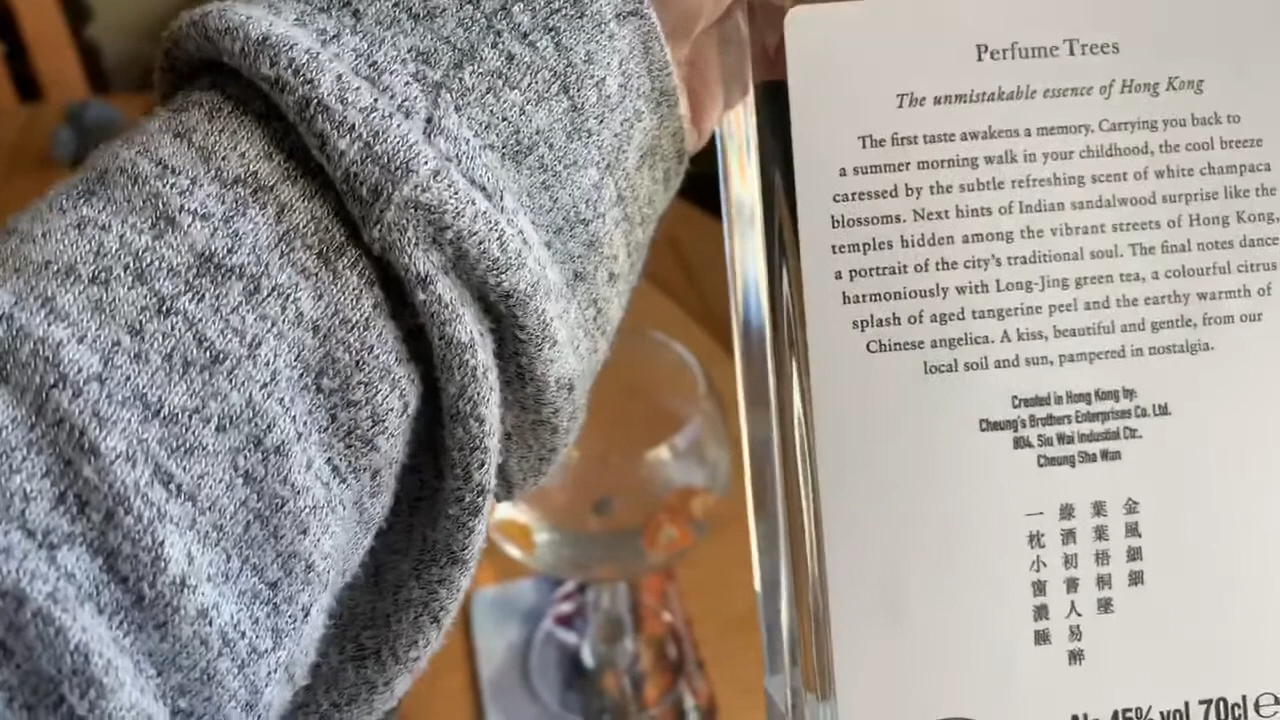 Perfume Trees
The unmistakable essence of Hong Kong
The first taste awakens a memory. Carrying you back to
a summer morning walk in your childhood, the cool breeze
caressed by the subtle refreshing scent of white champaca
blossoms. Next hints of Indian sandalwood surprise like the
temples hidden among the vibrant streets of Hong Kong,
a portrait of the city's traditional soul. The final notes dance
harmoniously with Long-Jing green tea, a colourful citrus
splash of aged tangerine peel and the earthy warmth of
Chinese angelica. A kiss, beautiful and gentle, from our
local soil and sun, pampered in nostalgia.
Created in Hong Kong by:
Cheung's Brothers Enterprises Co. Ltd.
804, Siu Wai Industial Ctr.,
Cheung Sha Wan
金風細細
葉葉梧桐墜
綠酒初嘗人易醉
一枕小窗濃睡
45% vol 70cl e